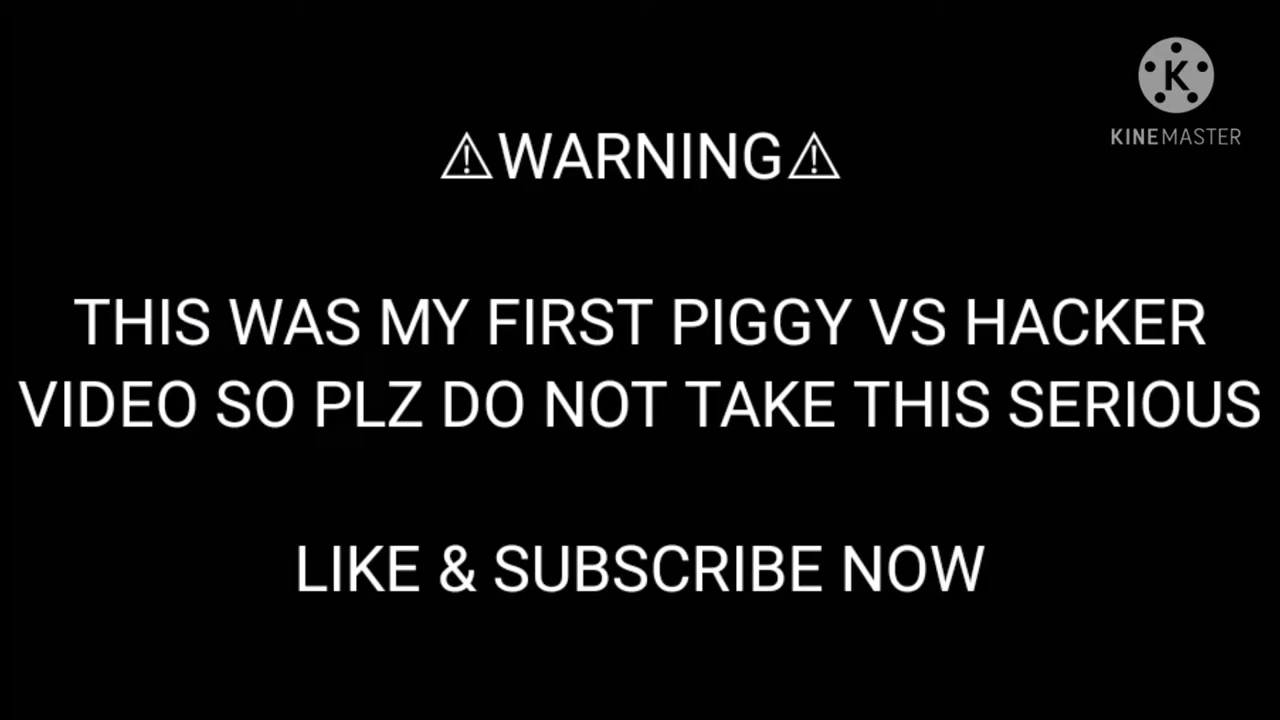 K
KINEMASTER
⚠WARNING⚠
THIS WAS MY FIRST PIGGY VS HACKER
VIDEO SO PLZ DO NOT TAKE THIS SERIOUS
LIKE & SUBSCRIBE NOW